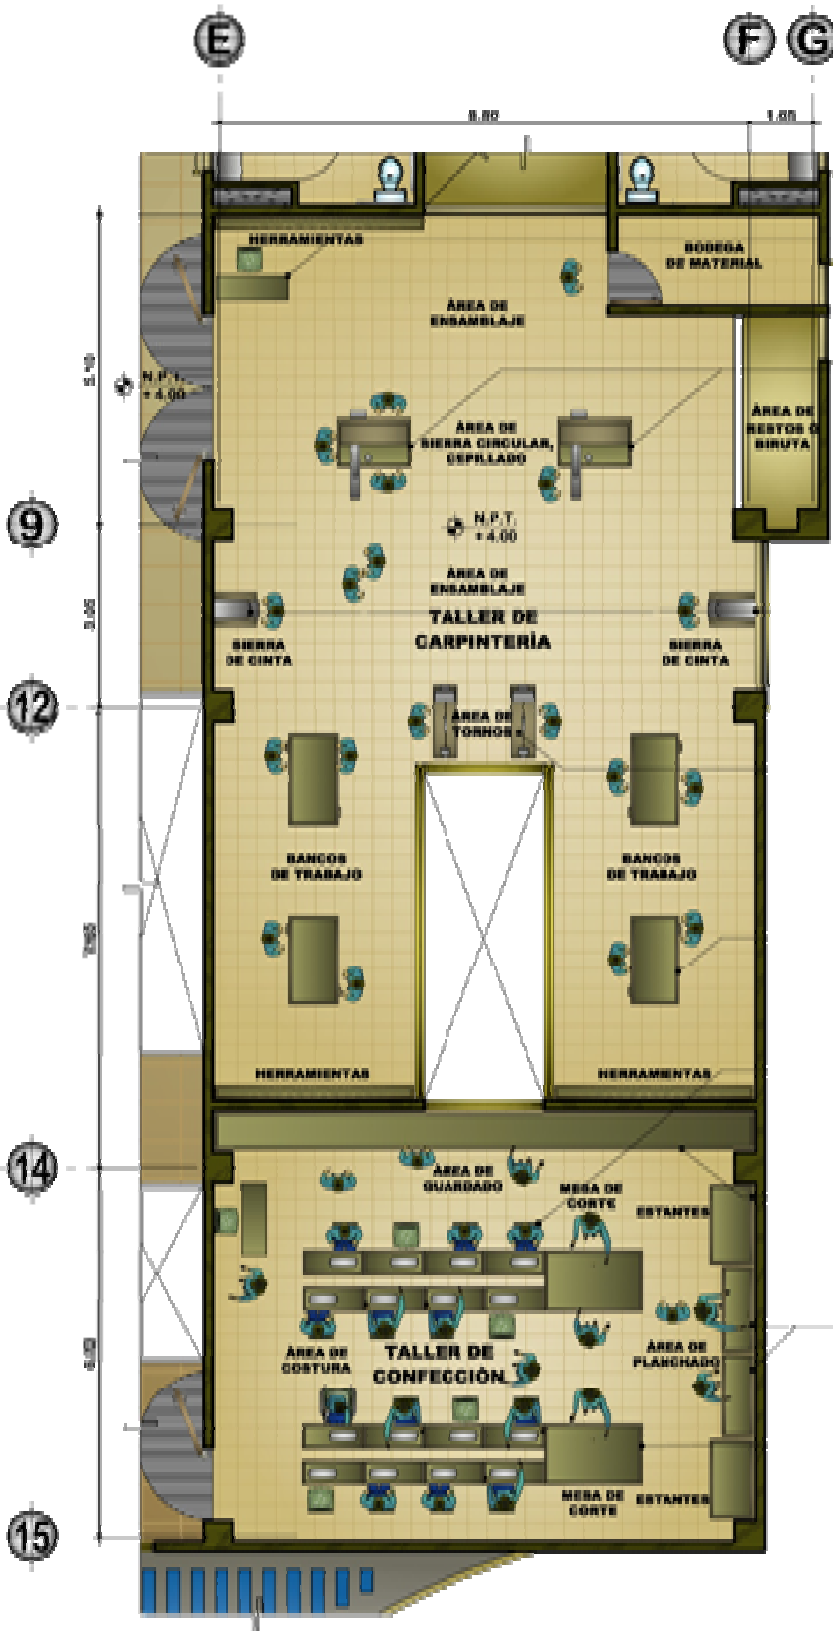 E
F
G
1.05
HERRAMIENTAS
BODEGA
DE MATERIAL
ÁREA DE
ENSAMBLAJE
N.P.T.
+ 4.00
ÁREA DE
SIERRA CIRCULAR,
CEPILLADO
ÁREA DE
RESTOS O
BIRUTA
9
N.P.T.
+ 4.00
ÁREA DE
ENSAMBLAJE
TALLER DE
CARPINTERÍA
SIERRA
DE CINTA
SIERRA
DE CINTA
12
ÁREA DE
TORNOS
BANCOS
DE TRABAJO
BANCOS
DE TRABAJO
HERRAMIENTAS
HERRAMIENTAS
14
ÁREA DE
GUARDADO
MESA DE
CORTE
ESTANTES
ÁREA DE
COSTURA
TALLER DE
CONFECCIÓN
ÁREA DE
PLANCHADO
MESA DE
CORTE
ESTANTES
15